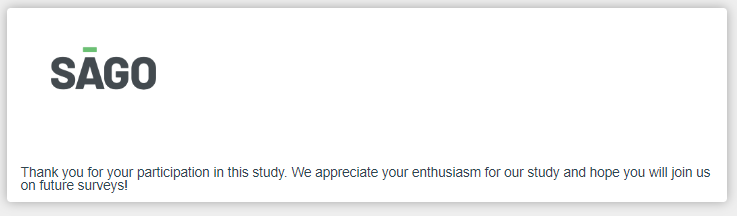 SĀGO
Thank you for your participation in this study. We appreciate your enthusiasm for our study and hope you will join us
on future surveys!